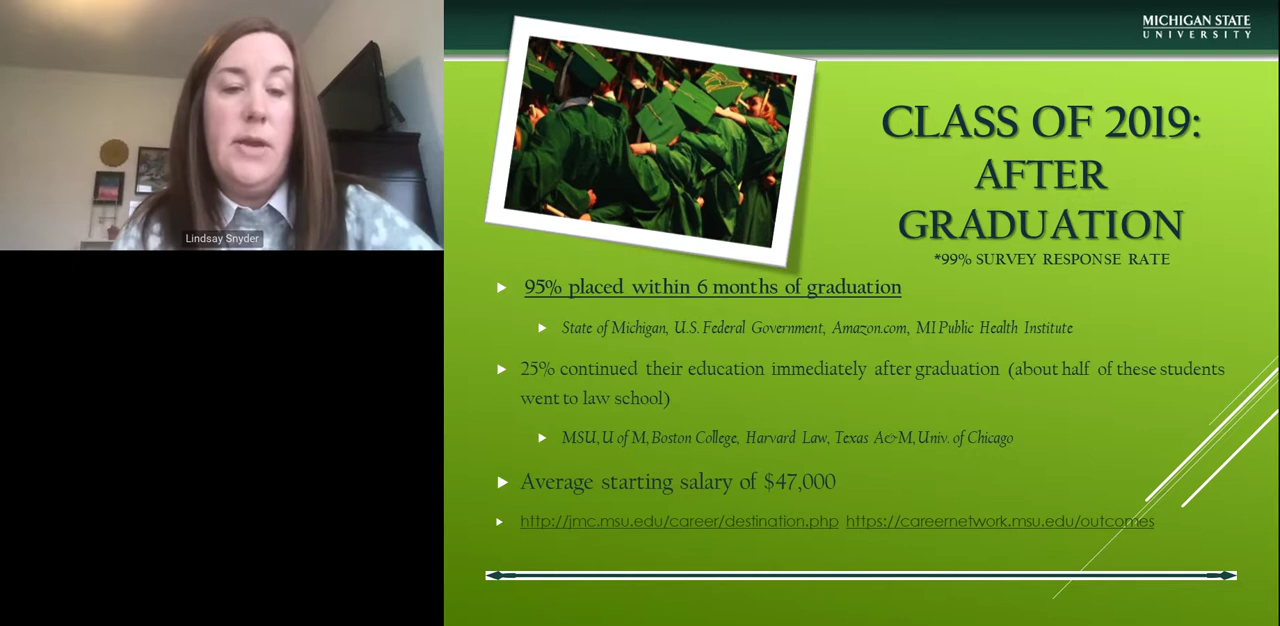 Lindsay Snyder
MICHIGAN STATE
UNIVERSITY
CLASS OF 2019:
AFTER
GRADUATION
*99% SURVEY RESPONSE RATE
95% placed within 6 months of graduation
State of Michigan, U.S. Federal Government, Amazon.com, MI Public Health Institute
25% continued their education immediately after graduation (about half of these students
went to law school)
MSU, U of M, Boston College, Harvard Law, Texas A&M, Univ. of Chicago
Average starting salary of $47,000
http://jmc.msu.edu/career/destination.php https://careernetwork.msu.edu/outcomes